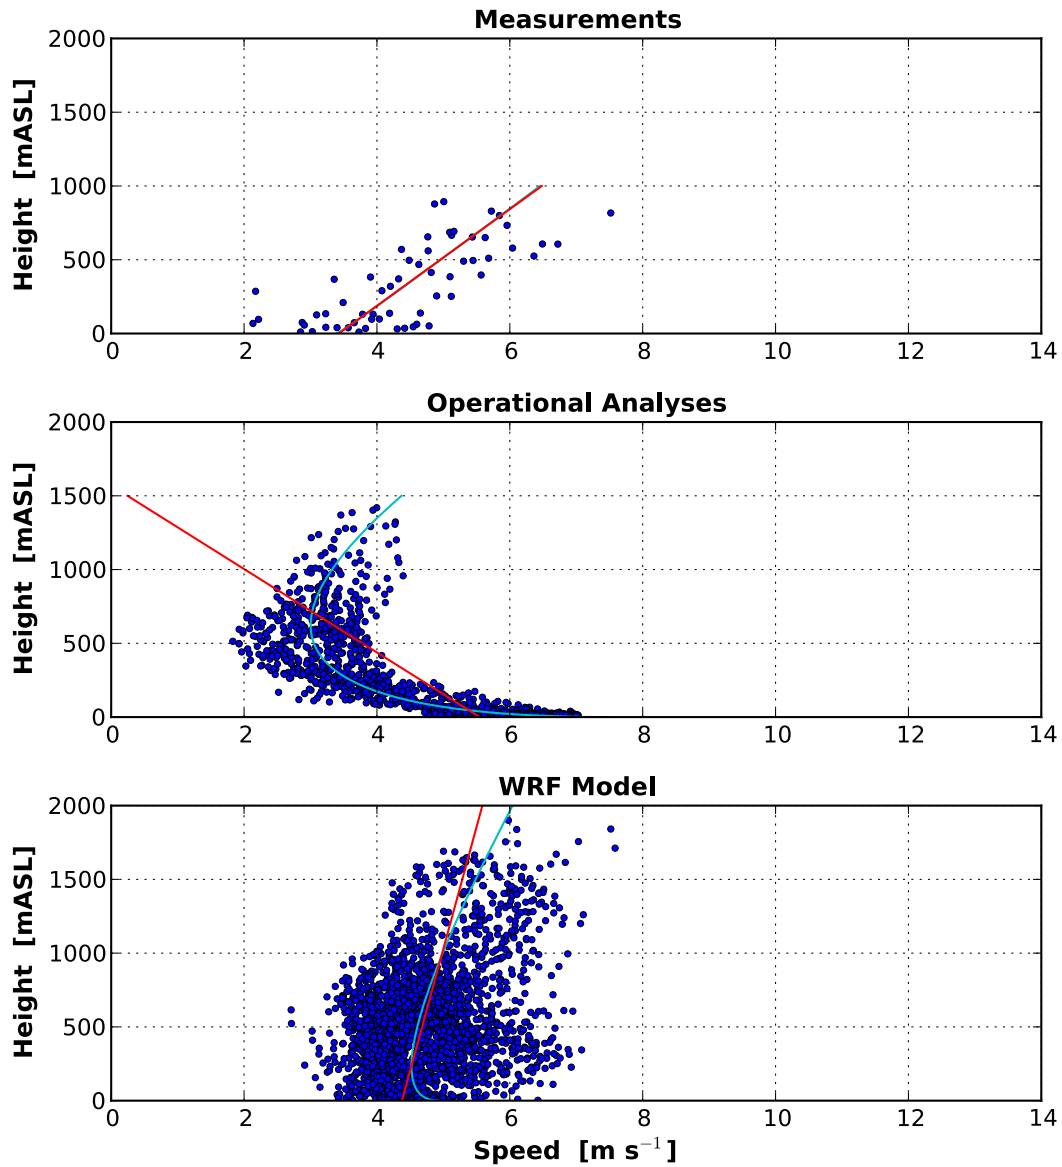 Measurements
Height [mASL]
2000
1500
1000
500
0
0 2 4 6 8 10 12 14
Operational Analyses
Height [mASL]
2000
1500
1000
500
0
0 2 4 6 8 10 12 14
WRF Model
Height [mASL]
2000
1500
1000
500
0
0 2 4 6 8 10 12 14
Speed [m s⁻¹]